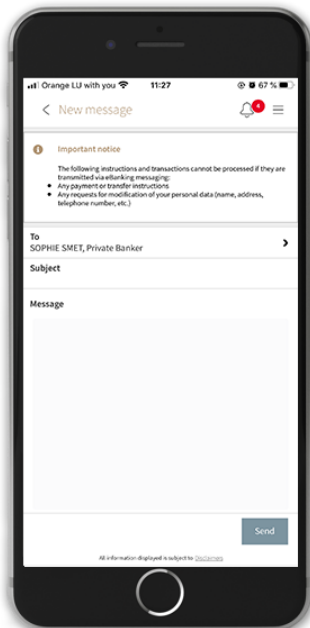 Orange LU with you 11:27 67 %
New message
4
Important notice
The following instructions and transactions cannot be processed if they are
transmitted via eBanking messaging:
• Any payment or transfer instructions
• Any requests for modification of your personal data (name, address,
telephone number, etc.)
To
SOPHIE SMET, Private Banker
Subject
Message
Send
All information displayed is subject to Disclaimers